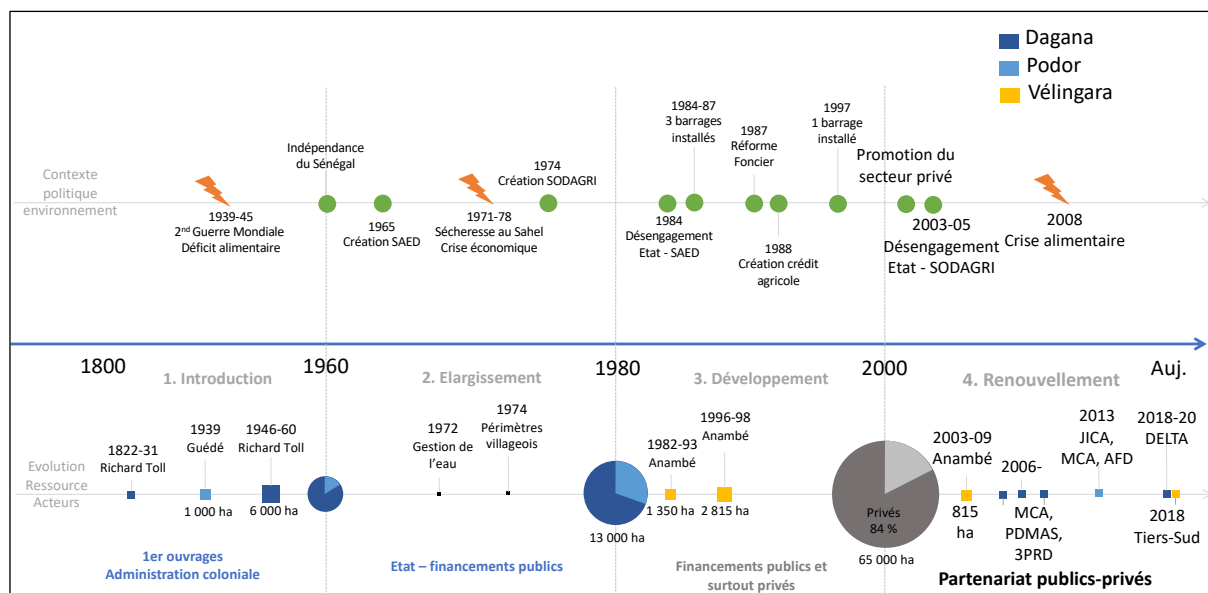 Dagana
Podor
Vélingara
Contexte
politique
environnement
1939-45
2nd Guerre Mondiale
Déficit alimentaire
Indépendance
du Sénégal
1965
Création SAED
1971-78
Sécheresse au Sahel
Crise économique
1974
Création SODAGRI
1984
Désengagement
Etat - SAED
1984-87
3 barrages
installés
1987
Réforme
Foncier
1988
Création crédit
agricole
1997
1 barrage
installé
Promotion du
secteur privé
2003-05
Désengagement
Etat - SODAGRI
2008
Crise alimentaire
1800
1960
1980
2000
Auj.
1. Introduction
2. Elargissement
3. Développement
4. Renouvellement
Evolution
Ressource
Acteurs
1822-31
Richard Toll
1939
Guédé
1 000 ha
1946-60
Richard Toll
6 000 ha
1972
Gestion de
l'eau
1974
Périmètres
villageois
13 000 ha
1982-93
Anambé
1 350 ha
1996-98
Anambé
2 815 ha
Privés
84 %
65 000 ha
2003-09
Anambé
815
ha
2006-
MCA,
PDMAS,
3PRD
2013
JICA,
MCA, AFD
2018-20
DELTA
2018
Tiers-Sud
1er ouvrages
Administration coloniale
Etat – financements publics
Financements publics et
surtout privés
Partenariat publics-privés